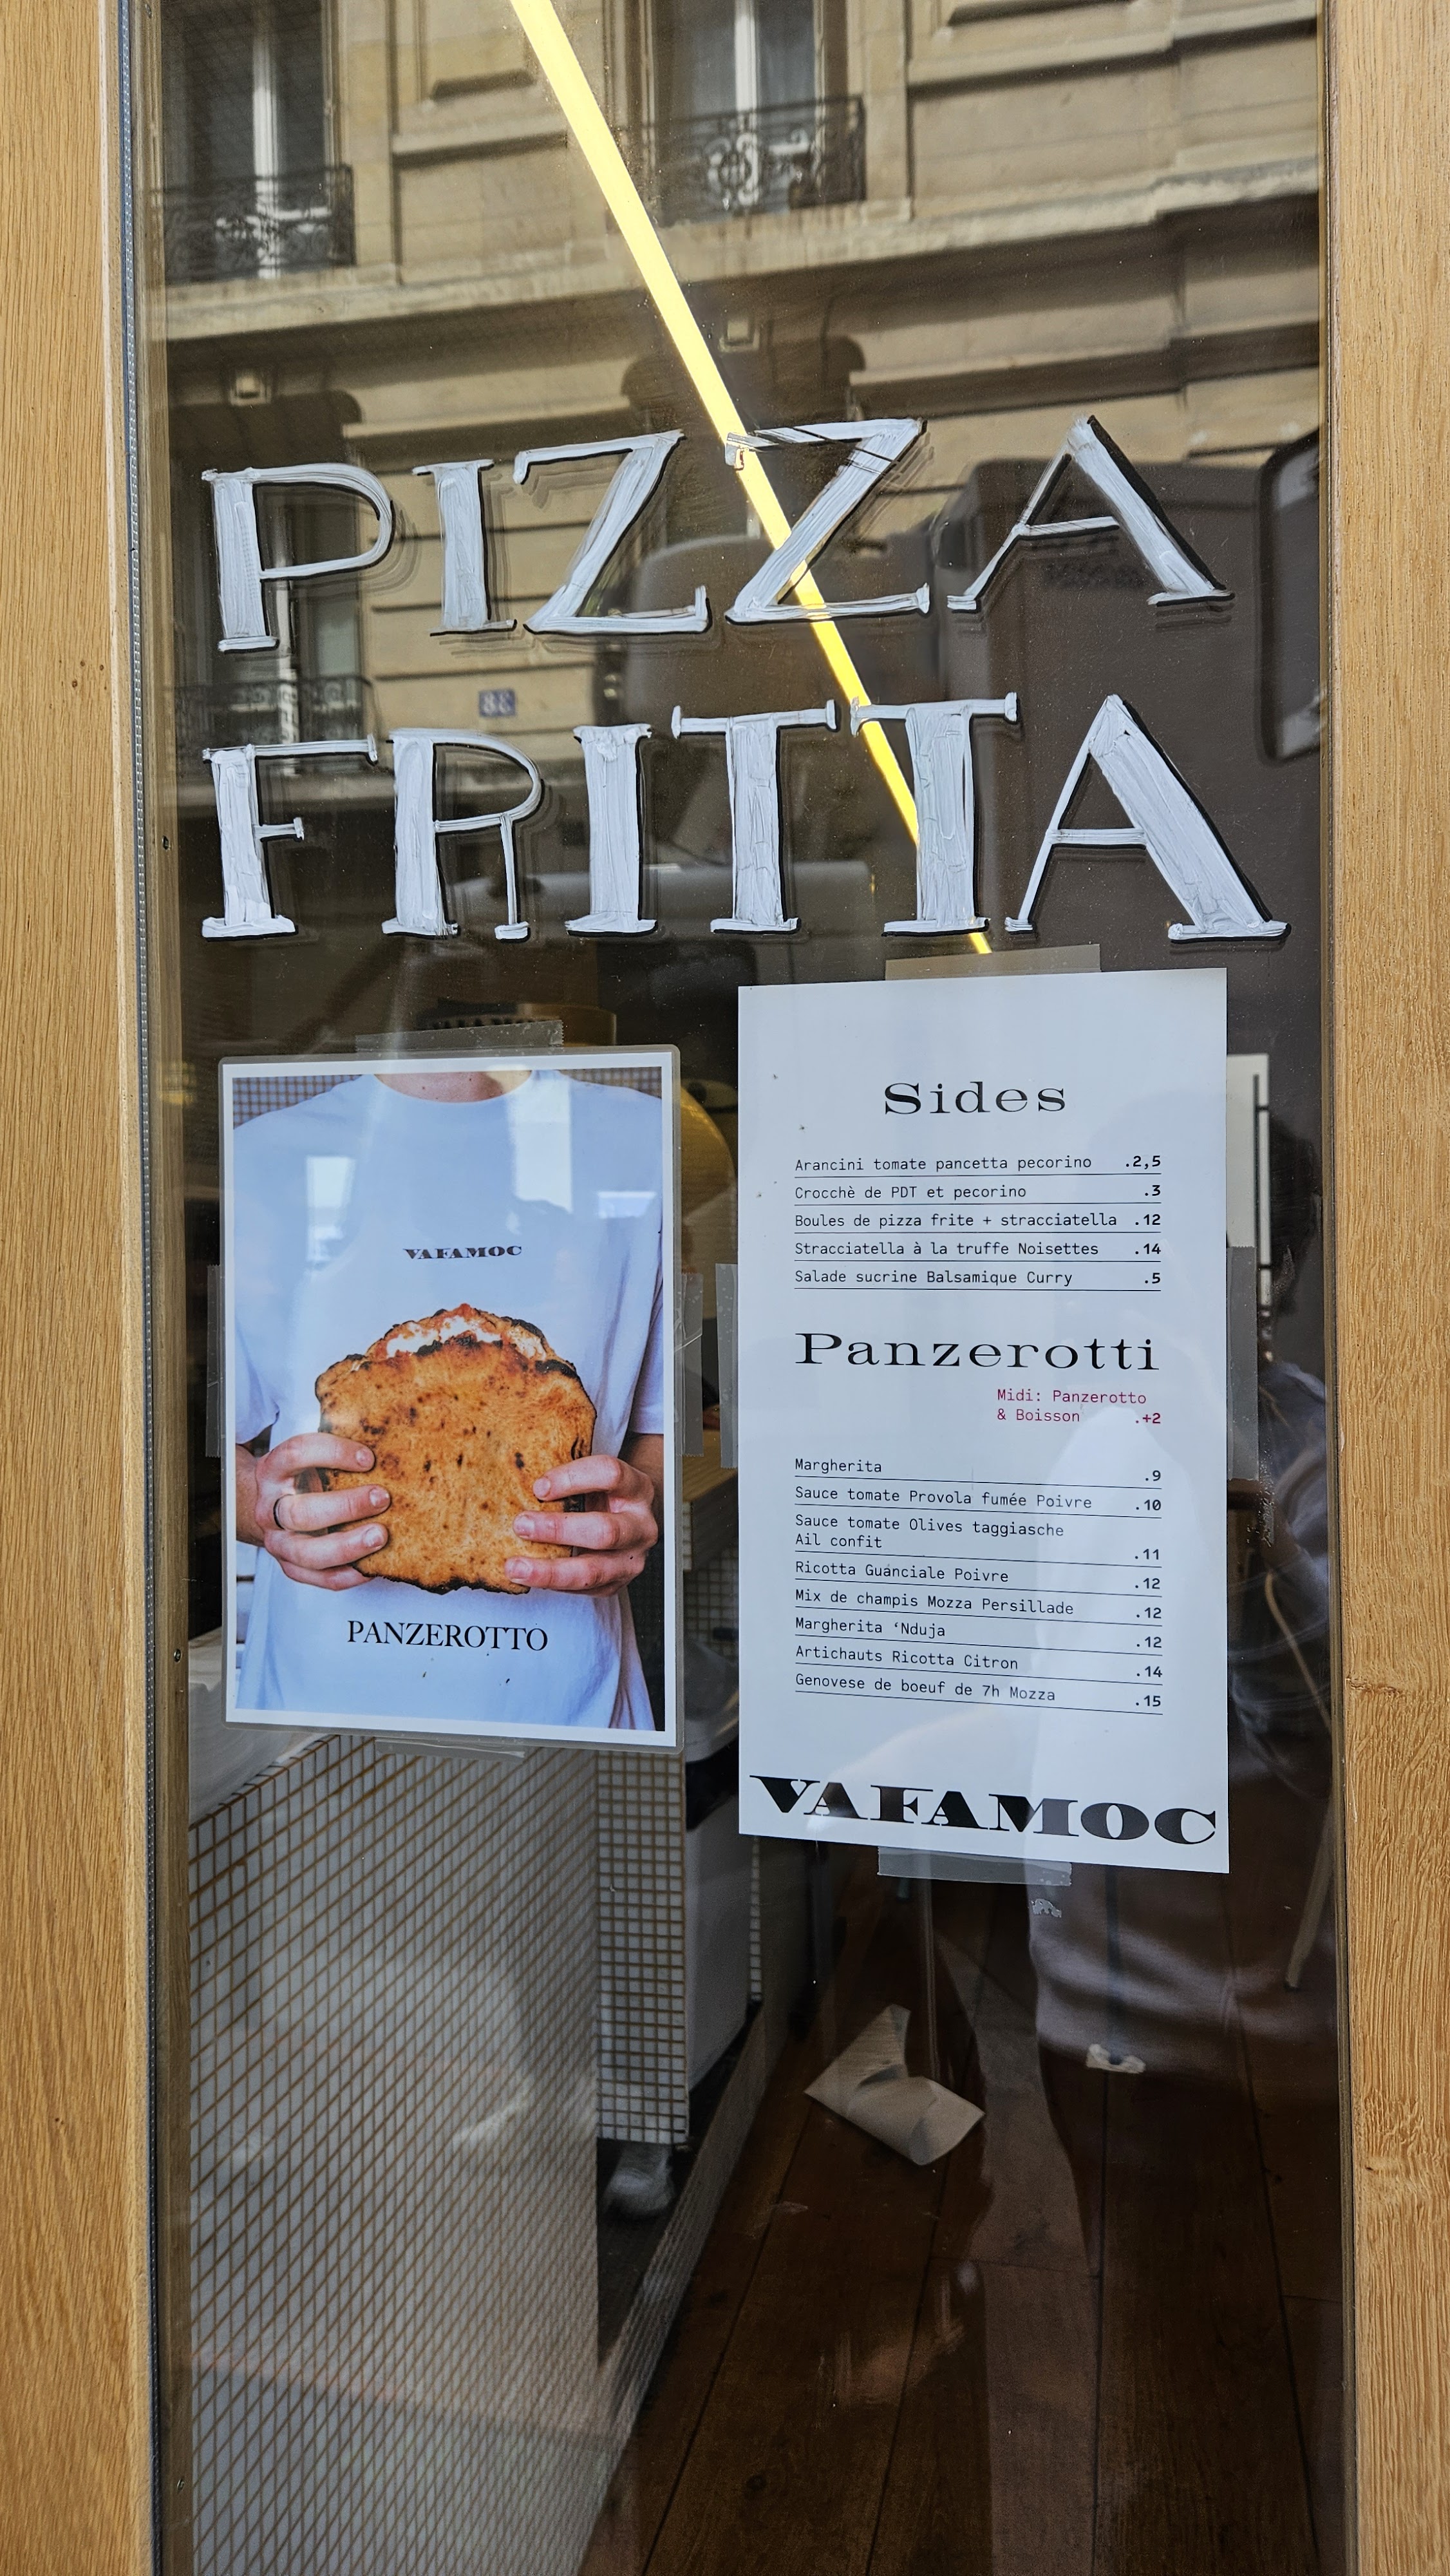 PIZZA
FRITTA
VAFAMOC
PANZEROTTO
Sides
Arancini tomate pancetta pecorino .2,5
Crocchè de PDT et pecorino .3
Boules de pizza frite + stracciatella .12
Stracciatella à la truffe Noisettes .14
Salade sucrine Balsamique Curry .5
Panzerotti
Midi: Panzerotto
& Boisson .+2
Margherita .9
Sauce tomate Provola fumée Poivre .10
Sauce tomate Olives taggiasche
Ail confit .11
Ricotta Guanciale Poivre .12
Mix de champis Mozza Persillade .12
Margherita ‘Nduja .12
Artichauts Ricotta Citron .14
Genovese de boeuf de 7h Mozza .15
VAFAMOC